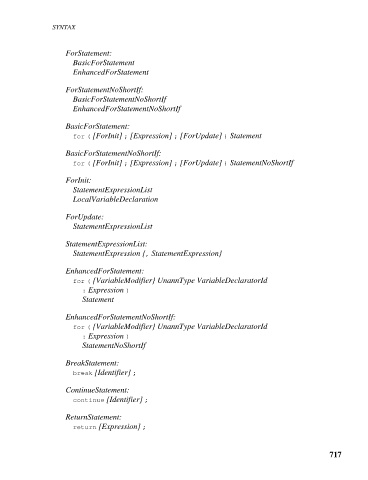 SYNTAX
ForStatement:
BasicForStatement
EnhancedForStatement
ForStatementNoShortIf:
BasicForStatementNoShortIf
EnhancedForStatementNoShortIf
BasicForStatement:
for ( [ForInit] ; [Expression] ; [ForUpdate] ) Statement
BasicForStatementNoShortIf:
for ( [ForInit] ; [Expression] ; [ForUpdate] ) StatementNoShortIf
ForInit:
StatementExpressionList
LocalVariableDeclaration
ForUpdate:
StatementExpressionList
StatementExpressionList:
StatementExpression {, StatementExpression}
EnhancedForStatement:
for ( {VariableModifier} UnannType VariableDeclaratorId
: Expression )
Statement
EnhancedForStatementNoShortIf:
for ( {VariableModifier} UnannType VariableDeclaratorId
: Expression )
StatementNoShortIf
BreakStatement:
break [Identifier] ;
ContinueStatement:
continue [Identifier] ;
ReturnStatement:
return [Expression] ;
717